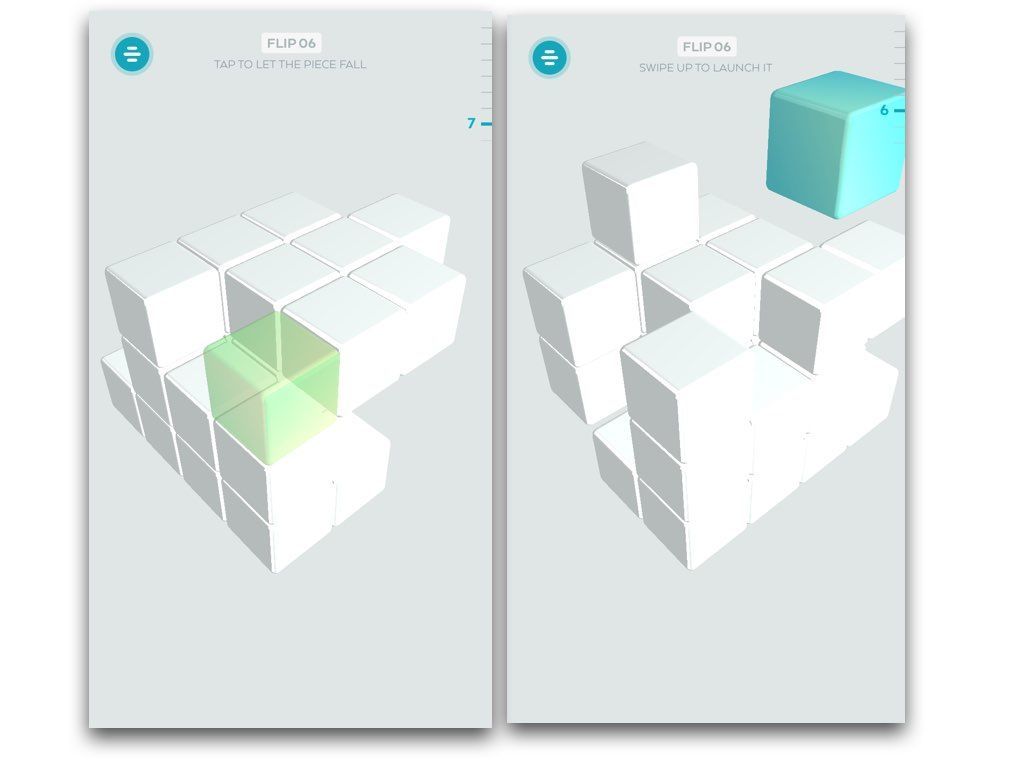 FLIP 06
TAP TO LET THE PIECE FALL
7
FLIP 06
SWIPE UP TO LAUNCH IT
6